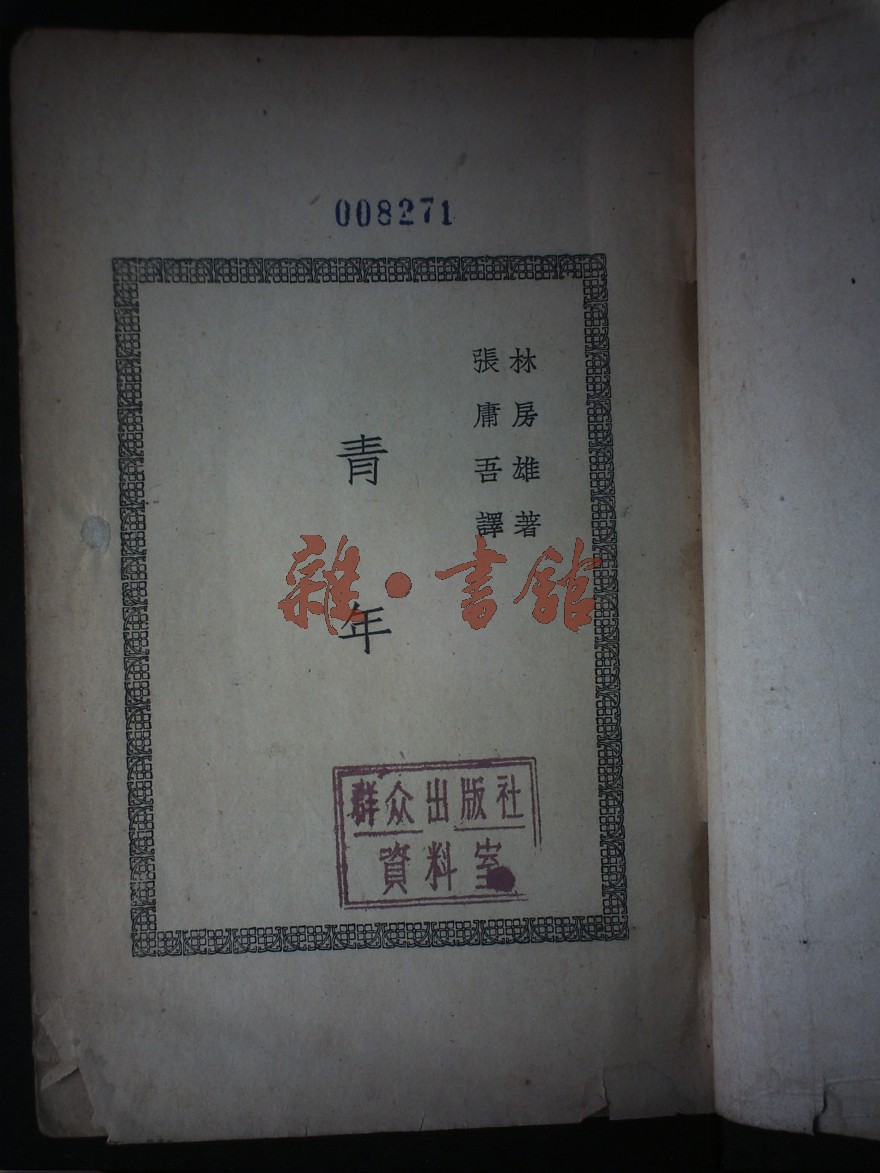 008271
林房雄著
張庸吾譯
青年
雜·書館
群众出版社
資料室